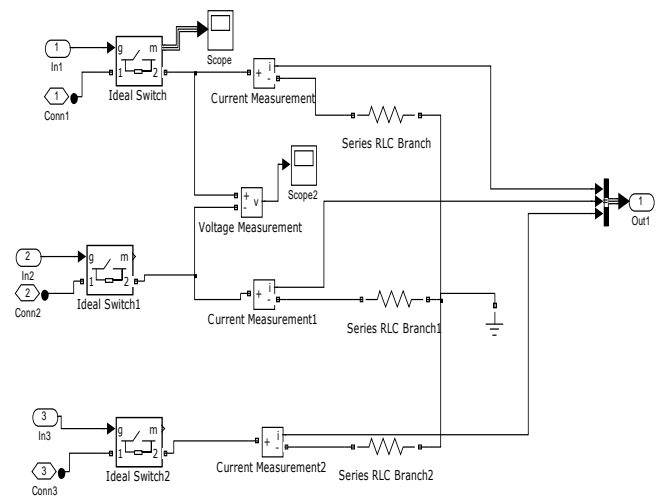 1
In1
g m
1 2
Ideal Switch
1
Conn1
Scope
+ i
-
Current Measurement
Series RLC Branch
+ v
-
Voltage Measurement
Scope2
1
Out1
2
In2
g m
1 2
Ideal Switch1
2
Conn2
+ i
-
Current Measurement1
Series RLC Branch1
3
In3
g m
1 2
Ideal Switch2
3
Conn3
+ i
-
Current Measurement2
Series RLC Branch2